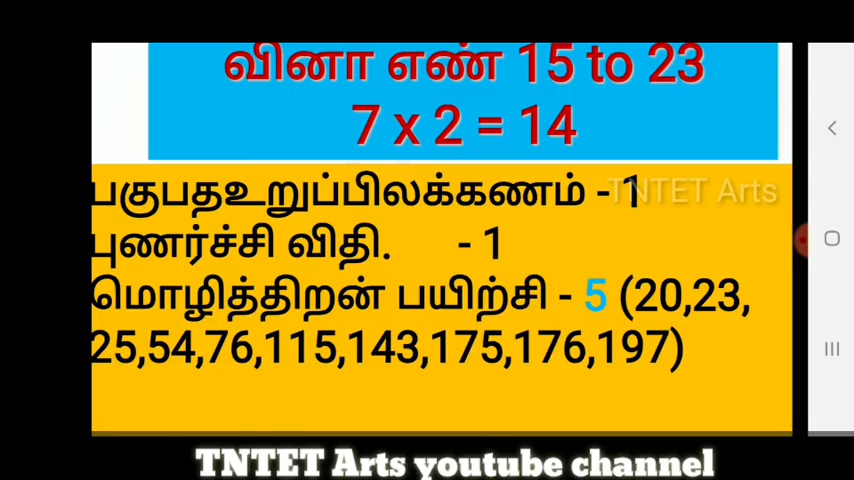 வினா எண் 15 to 23
7 x 2 = 14
பகுபதஉறுப்பிலக்கணம் - 1
TNTET Arts
புணர்ச்சி விதி. - 1
மொழித்திறன் பயிற்சி - 5 (20,23,
25,54,76,115,143,175,176,197)
TNTET Arts youtube channel